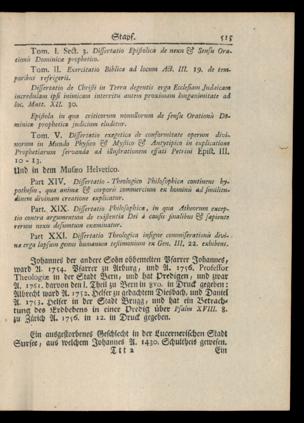 Stapf. 515
Tom. I. Sect. 3. Dissertatio Epistolica de nexu & Sensu Ora-
tionis Dominicæ prophetico.
Tom. II. Exercitatio Biblica ad locum Act. III. 19. de tem-
poribus refrigerii.
Dissertatio de Christi in Terra degentis erga Ecclesiam Judaicam
incredulam ipsi inimicam interritu autem proximam longanimitate ad
loc. Matt. XII. 30.
Epistola in qua criticorum nonnullorum de sensu Orationis Do-
minicæ prophetica judicium eluditur.
Tom. V. Dissertatio exegetica de conformitate operum divi-
norum in Mundo Physico & Mystico & Antytipico in explicatione
Prophetiarum servanda ad illustrationem effati Petrini Epist. III.
10 - 13.
Und in dem Musæo Helvetico.
Part XIV. Dissertatio - Theologico Philosophica continens hy-
pothesin, qua animæ & corporis commercium ex hominis ad similitu-
dinem divinam creatione explicatur.
Part. XIX. Dissertatio Philosophica, in qua Atheorum excep-
tio contra argumentum de existentia Dei a causis finalibus & sapiente
rerum nexu desumtum examinatur.
Part XXI. Dissertatio Theologica insigne commiserationis divi-
næ erga lapsum genus humanum testimonium ex Gen. III, 22. exhibens.
Johannes der andere Sohn obbemelten Pfarrer Johannes,
ward A. 1754. Pfarrer zu Arburg, und A. 1756. Professor
Theologiæ in der Stadt Bern, und hat Predigen, und zwar
A. 1761. darvon den I. Theil zu Bern in 8vo. in Druck gegeben:
Albrecht ward A. 1752. Helfer zu gedachtem Diesbach, und Daniel
A. 1753. Helfer in der Stadt Brugg, und hat ein Betrach-
tung des Erdbebens in einer Predig über Psalm XVIII. 8.
zu Zürich A. 1756. in 12. in Druck gegeben.
Ein ausgestorbenes Geschlecht in der Lucernerischen Stadt
Sursee, aus welchem Johannes A. 1430. Schultheis gewesen.
Ttt 2 Ein